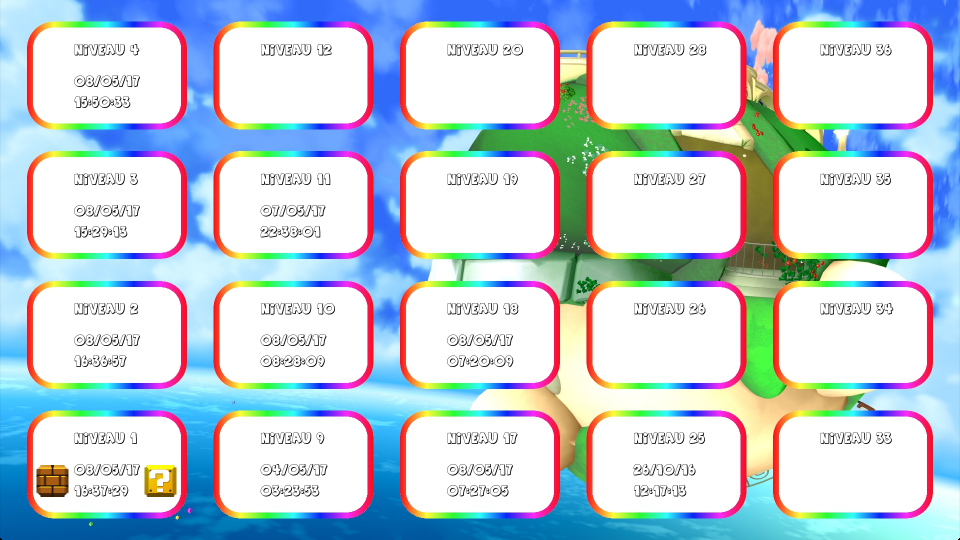 NIVEAU 4
08/05/17
15:50:33
NIVEAU 12
NIVEAU 20
NIVEAU 28
NIVEAU 36
NIVEAU 3
08/05/17
15:29:13
NIVEAU 11
07/05/17
22:38:01
NIVEAU 19
NIVEAU 27
NIVEAU 35
NIVEAU 2
08/05/17
16:36:57
NIVEAU 10
08/05/17
08:28:09
NIVEAU 18
08/05/17
07:20:09
NIVEAU 26
NIVEAU 34
NIVEAU 1
08/05/17
16:37:29
?
NIVEAU 9
04/05/17
03:23:53
NIVEAU 17
08/05/17
07:27:05
NIVEAU 25
26/10/16
12:17:13
NIVEAU 33